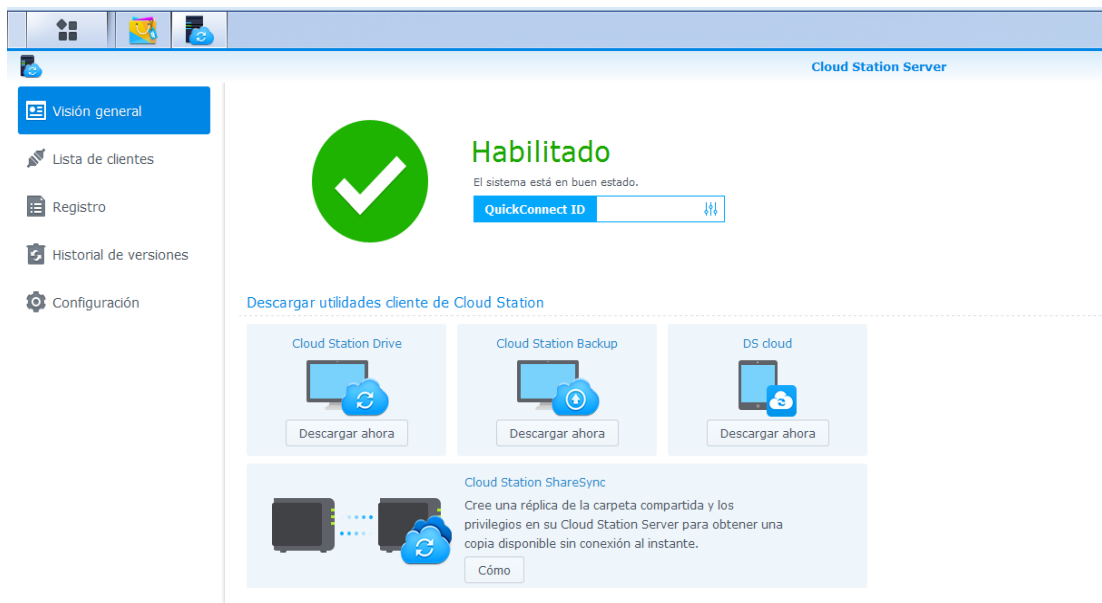 Cloud Station Server
Visión general
Lista de clientes
Registro
Historial de versiones
Configuración
Habilitado
El sistema está en buen estado.
QuickConnect ID
Descargar utilidades cliente de Cloud Station
Cloud Station Drive
Descargar ahora
Cloud Station Backup
Descargar ahora
DS cloud
Descargar ahora
Cloud Station ShareSync
Cree una réplica de la carpeta compartida y los
privilegios en su Cloud Station Server para obtener una
copia disponible sin conexión al instante.
Cómo